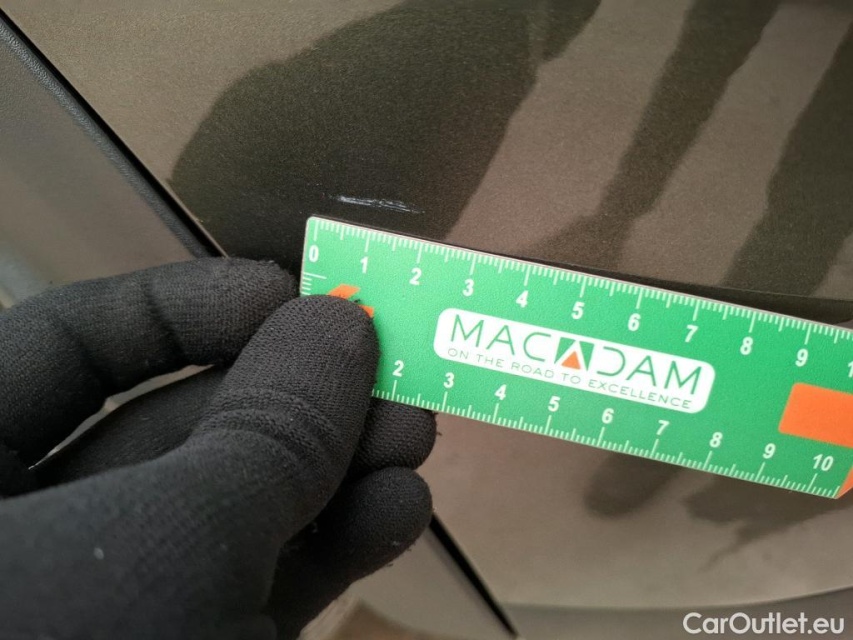 0 1 2 3 4 5 6 7 8 9
MACADAM
ON THE ROAD TO EXCELLENCE
2 3 4 5 6 7 8 9 10
CarOutlet.eu